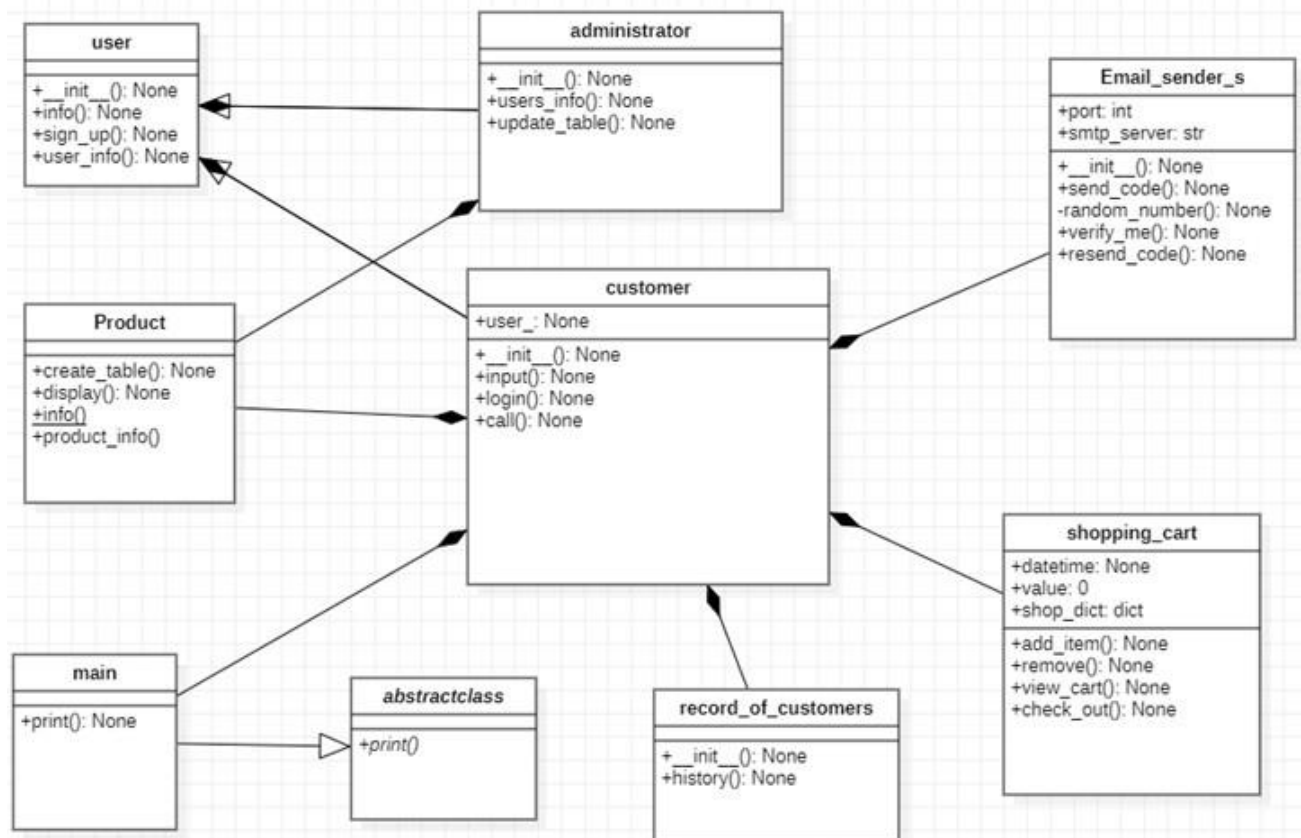 user
+__init__(): None
+info(): None
+sign_up(): None
+user_info(): None
administrator
+__init__(): None
+users_info(): None
+update_table(): None
Email_sender_s
+port: int
+smtp_server: str
+__init__(): None
+send_code(): None
-random_number(): None
+verify_me(): None
+resend_code(): None
Product
+create_table(): None
+display(): None
+info()
+product_info()
customer
+user_: None
+__init__(): None
+input(): None
+login(): None
+call(): None
shopping_cart
+datetime: None
+value: 0
+shop_dict: dict
+add_item(): None
+remove(): None
+view_cart(): None
+check_out(): None
main
+print(): None
abstractclass
+print()
record_of_customers
+__init__(): None
+history(): None